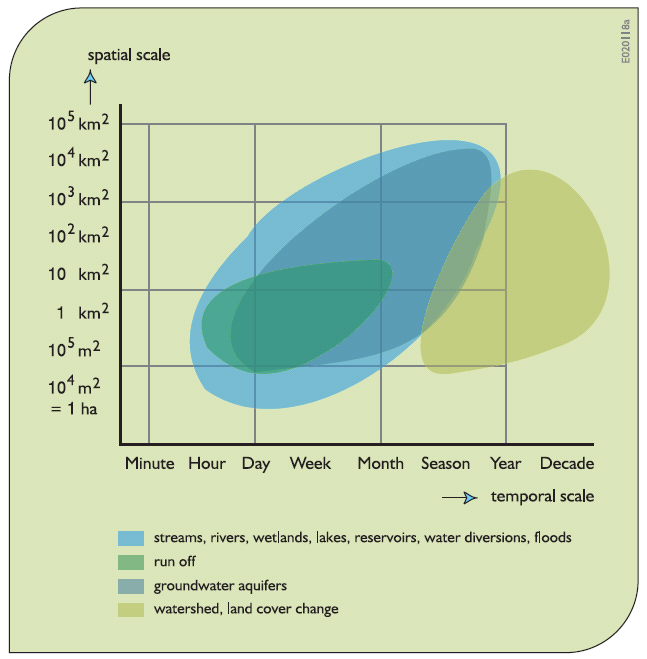 E020118a
spatial scale
10⁵ km²
10⁴ km²
10³ km²
10² km²
10 km²
1 km²
10⁵ m²
10⁴ m²
= 1 ha
Minute Hour Day Week Month Season Year Decade
temporal scale
streams, rivers, wetlands, lakes, reservoirs, water diversions, floods
run off
groundwater aquifers
watershed, land cover change